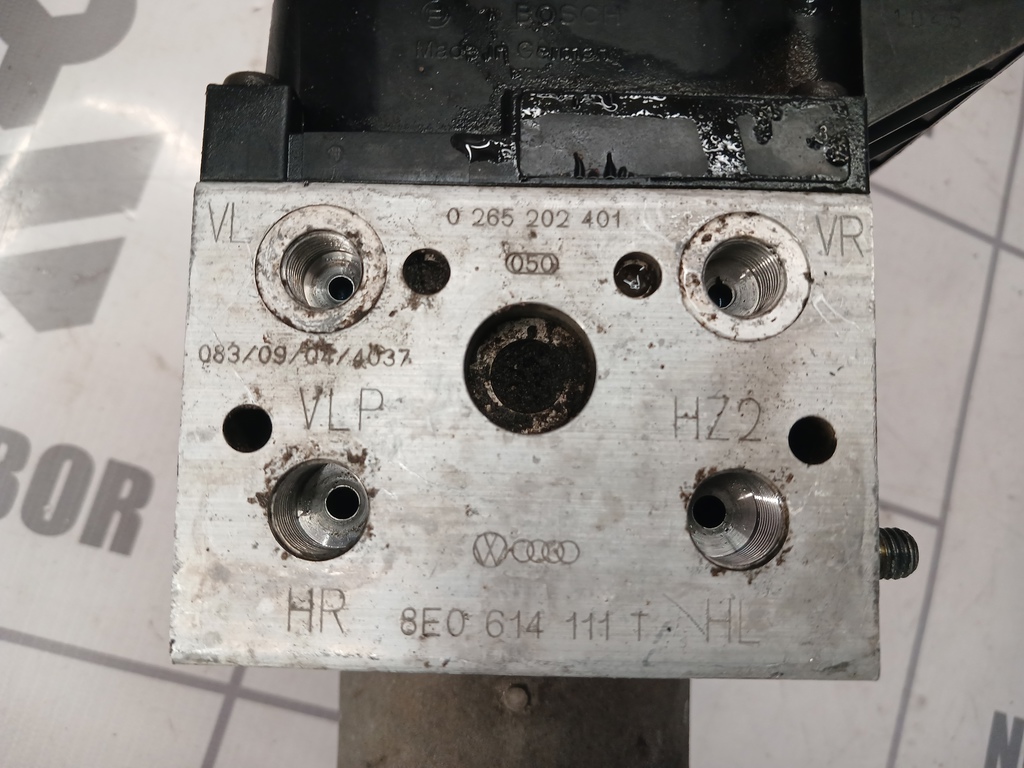 BOSCH
Made in German
VL
0 265 202 401
VR
050
083/09/04/4037
VLP
HZ2
BOR
HR
8E0 614 111 T
HL
N